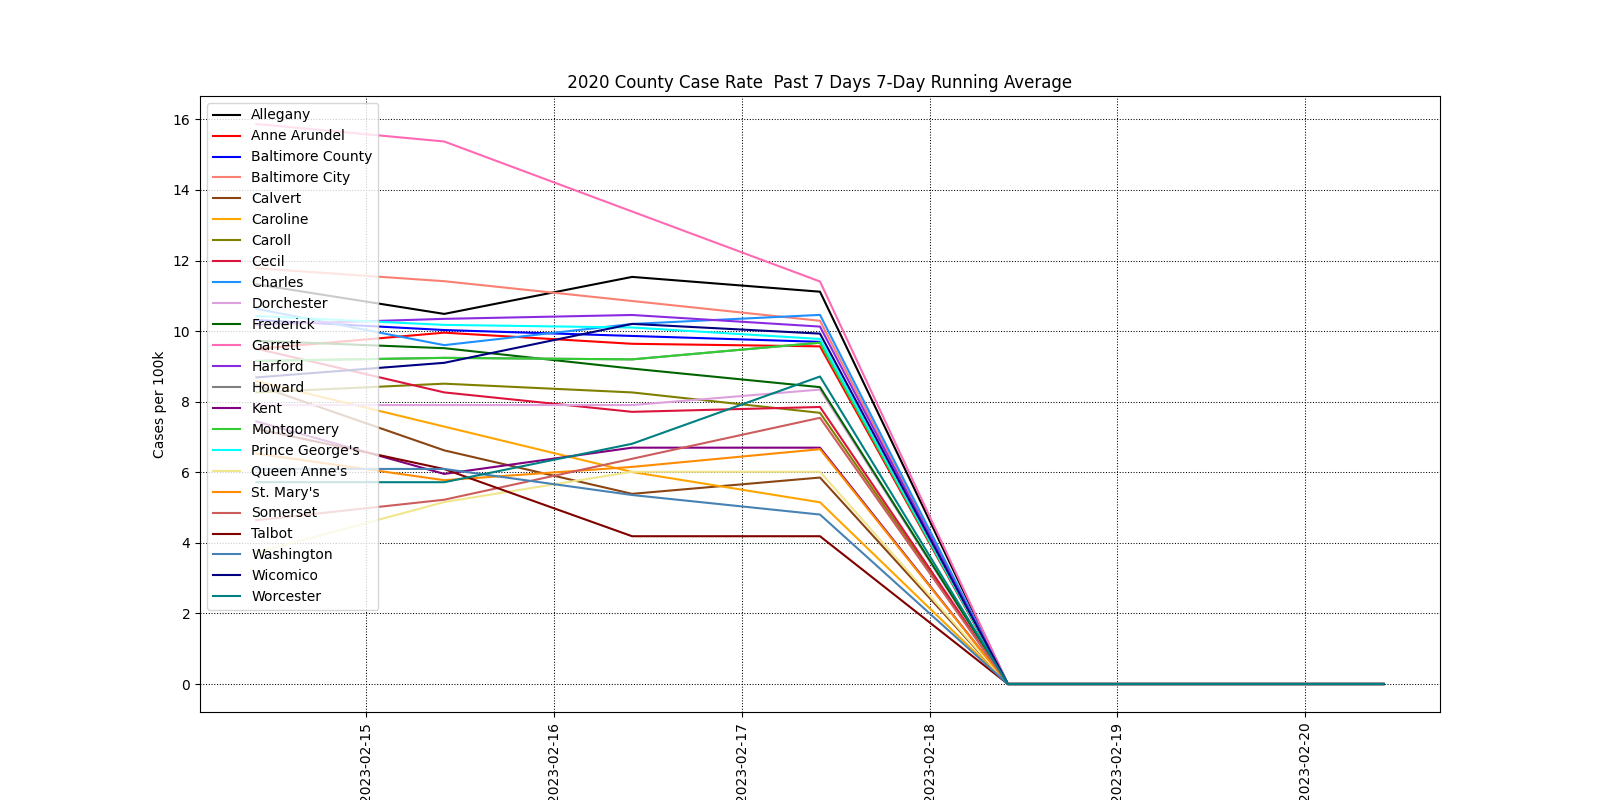 2020 County Case Rate  Past 7 Days 7-Day Running Average
Cases per 100k
16
14
12
10
8
6
4
2
0
Allegany
Anne Arundel
Baltimore County
Baltimore City
Calvert
Caroline
Caroll
Cecil
Charles
Dorchester
Frederick
Garrett
Harford
Howard
Kent
Montgomery
Prince George's
Queen Anne's
St. Mary's
Somerset
Talbot
Washington
Wicomico
Worcester
2023-02-15
2023-02-16
2023-02-17
2023-02-18
2023-02-19
2023-02-20